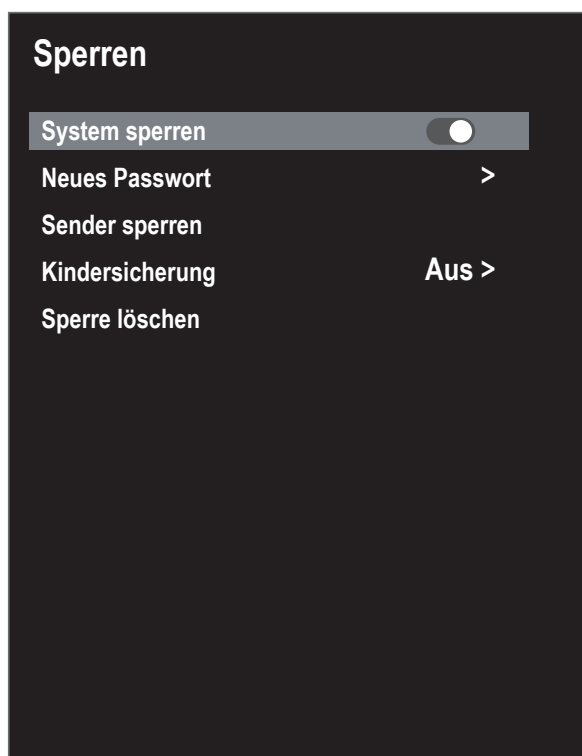 Sperren
System sperren
Neues Passwort >
Sender sperren
Kindersicherung Aus >
Sperre löschen